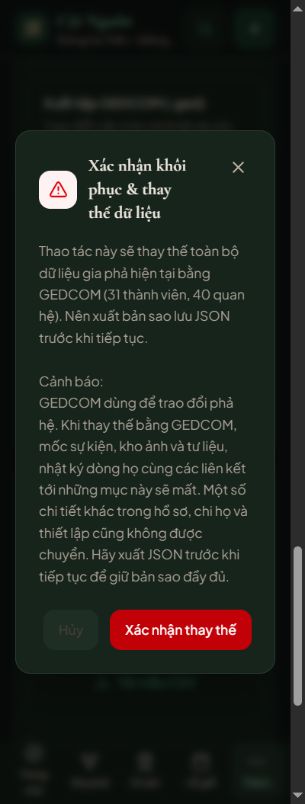 Xác nhận khôi
phục & thay
thế dữ liệu
Thao tác này sẽ thay thế toàn bộ
dữ liệu gia phả hiện tại bằng
GEDCOM (31 thành viên, 40 quan
hệ). Nên xuất bản sao lưu JSON
trước khi tiếp tục.
Cảnh báo:
GEDCOM dùng để trao đổi phả
hệ. Khi thay thế bằng GEDCOM,
mốc sự kiện, kho ảnh và tư liệu,
nhật ký dòng họ cùng các liên kết
tới những mục này sẽ mất. Một số
chi tiết khác trong hồ sơ, chi họ và
thiết lập cũng không được
chuyển. Hãy xuất JSON trước khi
tiếp tục để giữ bản sao đầy đủ.
Hủy
Xác nhận thay thế